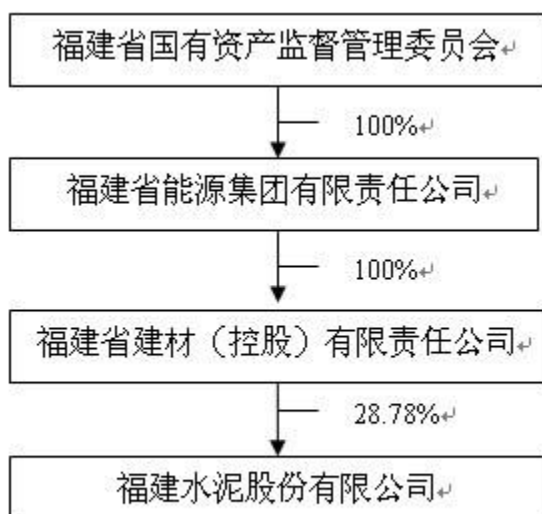 福建省国有资产监督管理委员会↵
100%↵
福建省能源集团有限责任公司↵
100%↵
福建省建材（控股）有限责任公司↵
28.78%↵
福建水泥股份有限公司↵